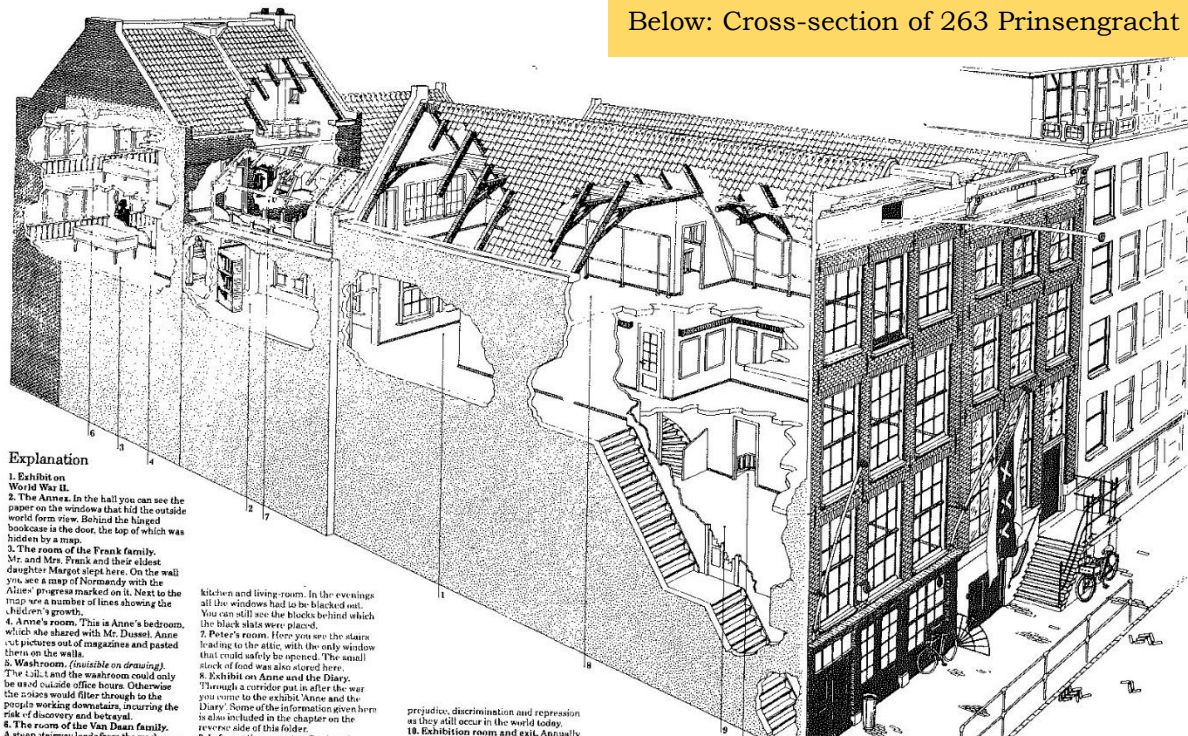 Below: Cross-section of 263 Prinsengracht
6
3
4
2
7
1
8
9
Explanation
1. Exhibit on
World War II.
2. The Annex. In the hall you can see the
paper on the windows that hid the outside
world form view. Behind the hinged
bookcase is the door, the top of which was
hidden by a map.
3. The room of the Frank family.
Mr. and Mrs. Frank and their eldest
daughter Margot slept here. On the wall
you see a map of Normandy with the
Allies' progress marked on it. Next to the
map are a number of lines showing the
children's growth.
4. Anne's room. This is Anne's bedroom,
which she shared with Mr. Dussel. Anne
cut pictures out of magazines and pasted
them on the walls.
5. Washroom. (invisible on drawing).
The toilet and the washroom could only
be used outside office hours. Otherwise
the noises would filter through to the
people working downstairs, incurring the
risk of discovery and betrayal.
6. The room of the Van Daan family.
kitchen and living-room. In the evenings
all the windows had to be blacked out.
You can still see the blocks behind which
the black slats were placed.
7. Peter's room. Here you see the stairs
leading to the attic, with the only window
that could safely be opened. The small
stock of food was also stored here.
8. Exhibit on Anne and the Diary.
Through a corridor put in after the war
you come to the exhibit 'Anne and the
Diary'. Some of the information given here
is also included in the chapter on the
reverse side of this folder.
prejudice, discrimination and repression
as they still occur in the world today.
10. Exhibition room and exit. Annually